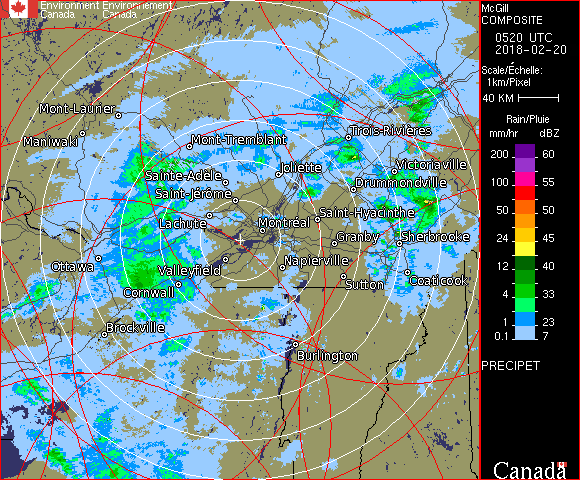 Environment Environnement
Canada Canada
McGill
COMPOSITE
0520 UTC
2018-02-20
Scale/Échelle:
1km/Pixel
40 KM
Rain/Pluie
mm/hr dBZ
200 60
100 55
50 50
24 45
12 40
4 33
1 23
0.1 7
PRECIPET
Canada
Mont-Laurier
Maniwaki
Mont-Tremblant
Trois-Rivières
Joliette
Victoriaville
Sainte-Adele
Drummondville
Saint-Jérôme
Saint-Hyacinthe
Lachute
Montréal
Granby
Sherbrooke
Ottawa
Valleyfield
Napierville
Sutton
Coaticook
Cornwall
Brockville
Burlington